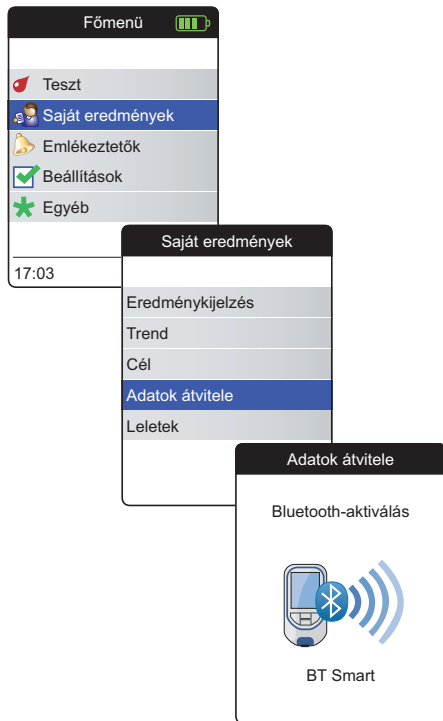 Főmenü
Teszt
Saját eredmények
Emlékeztetők
Beállítások
Egyéb
17:03
Saját eredmények
Eredménykijelzés
Trend
Cél
Adatok átvitele
Leletek
Adatok átvitele
Bluetooth-aktiválás
BT Smart